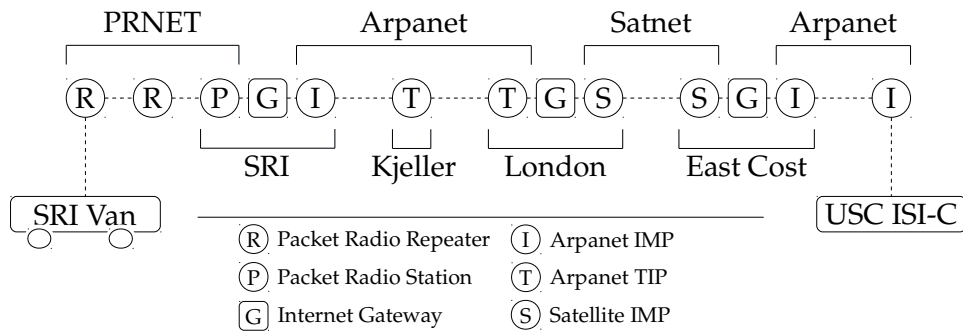 PRNET Arpanet Satnet Arpanet
R R P G I T T G S S G I I
SRI Kjeller London East Cost
SRI Van USC ISI-C
R Packet Radio Repeater I Arpanet IMP
P Packet Radio Station T Arpanet TIP
G Internet Gateway S Satellite IMP